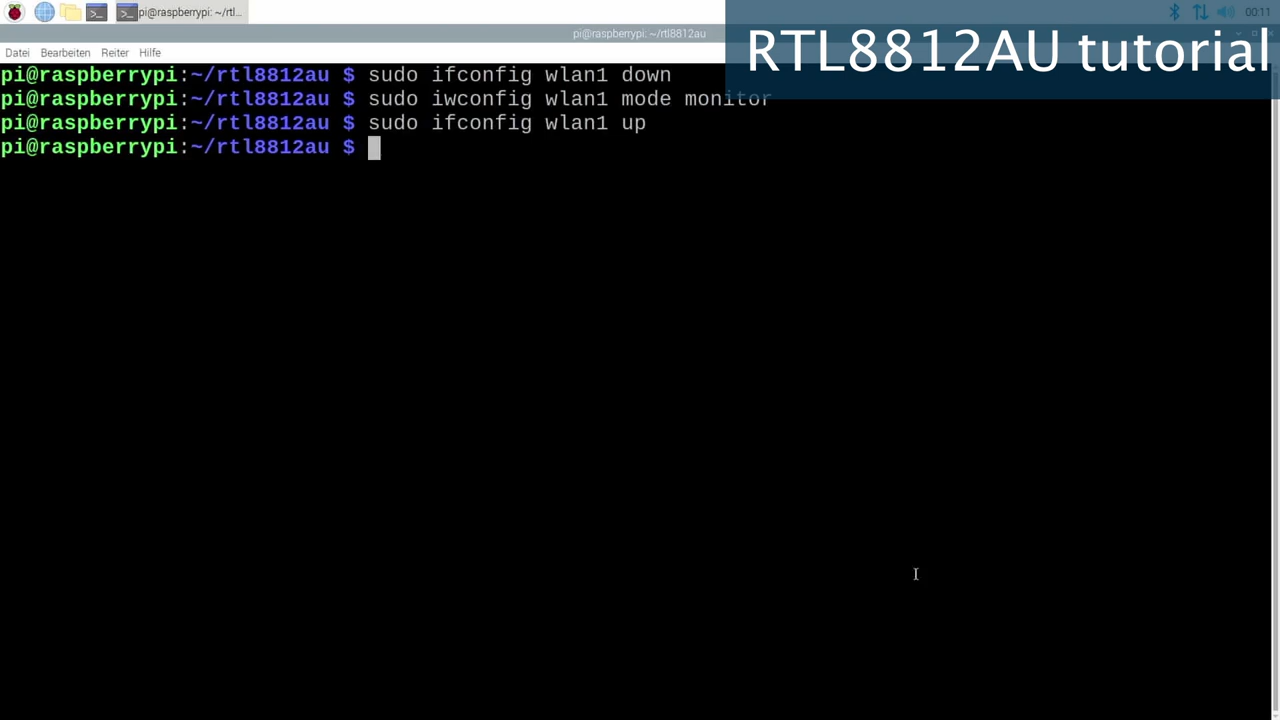 pi@raspberrypi: ~/rtl...
00:11
pi@raspberrypi: ~/rtl8812au
RTL8812AU tutorial
Datei Bearbeiten Reiter Hilfe
pi@raspberrypi:~/rtl8812au $ sudo ifconfig wlan1 down
pi@raspberrypi:~/rtl8812au $ sudo iwconfig wlan1 mode monitor
pi@raspberrypi:~/rtl8812au $ sudo ifconfig wlan1 up
pi@raspberrypi:~/rtl8812au $